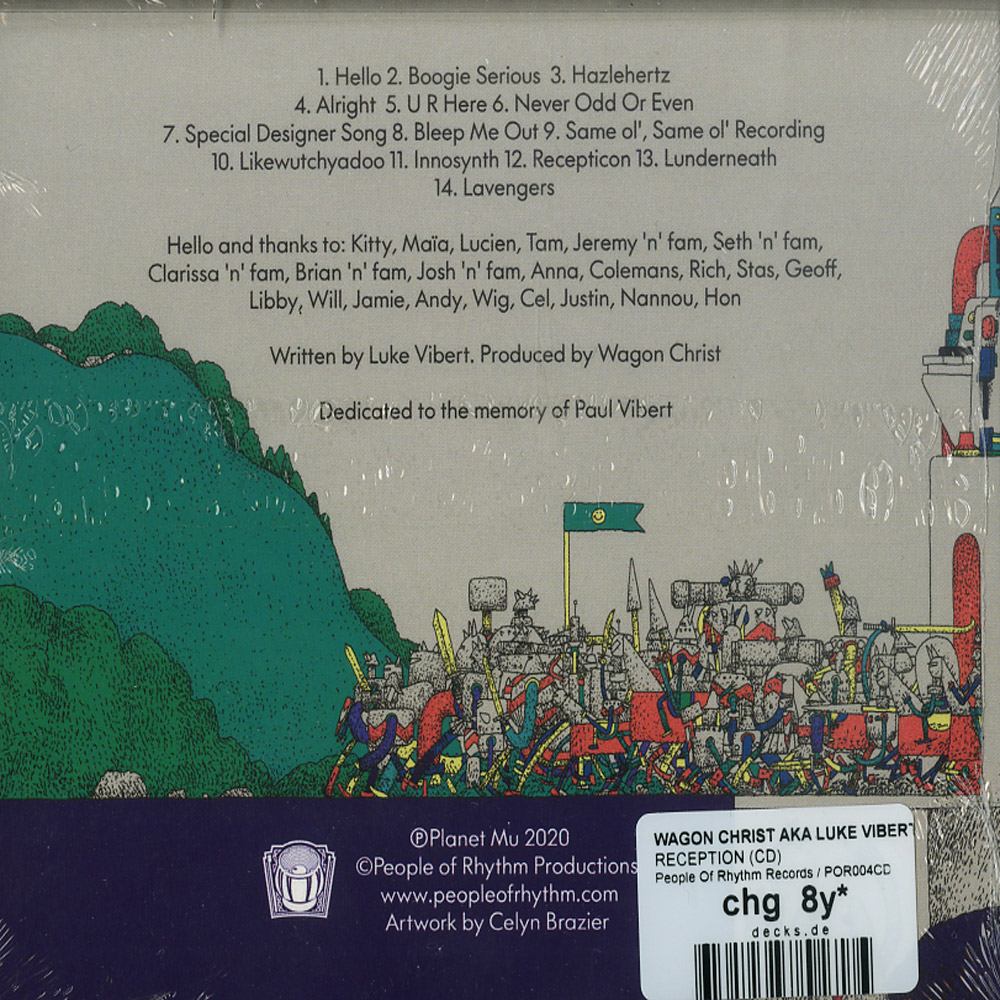 1. Hello 2. Boogie Serious 3. Hazlehertz
4. Alright 5. U R Here 6. Never Odd Or Even
7. Special Designer Song 8. Bleep Me Out 9. Same ol', Same ol' Recording
10. Likewutchyadoo 11. Innosynth 12. Recepticon 13. Lunderneath
14. Lavengers
Hello and thanks to: Kitty, Maïa, Lucien, Tam, Jeremy 'n' fam, Seth 'n' fam,
Clarissa 'n' fam, Brian 'n' fam, Josh 'n' fam, Anna, Colemans, Rich, Stas, Geoff,
Libby, Will, Jamie, Andy, Wig, Cel, Justin, Nannou, Hon
Written by Luke Vibert. Produced by Wagon Christ
Dedicated to the memory of Paul Vibert
℗Planet Mu 2020
©People of Rhythm Productions
www.peopleofrhythm.com
Artwork by Celyn Brazier
WAGON CHRIST AKA LUKE VIBERT
RECEPTION (CD)
People Of Rhythm Records / POR004CD
chg 8y*
decks.de